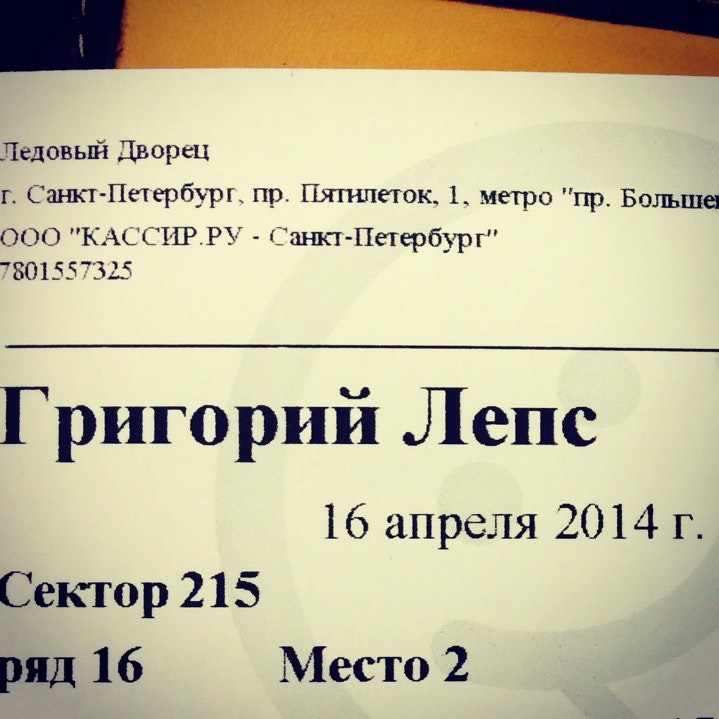 Ледовый Дворец
г. Санкт-Петербург, пр. Пятилеток, 1, метро "пр. Большев
ООО "КАССИР.РУ - Санкт-Петербург"
7801557325
Григорий Лепс
16 апреля 2014 г.
Сектор 215
ряд 16 Место 2